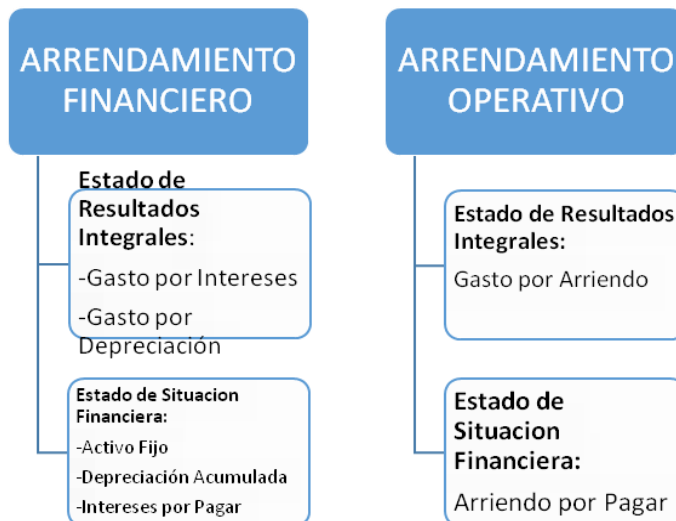 ARRENDAMIENTO
FINANCIERO
Estado de
Resultados
Integrales:
-Gasto por Intereses
-Gasto por
Depreciación
Estado de Situacion
Financiera:
-Activo Fijo
-Depreciación Acumulada
-Intereses por Pagar
ARRENDAMIENTO
OPERATIVO
Estado de Resultados
Integrales:
Gasto por Arriendo
Estado de
Situacion
Financiera:
Arriendo por Pagar